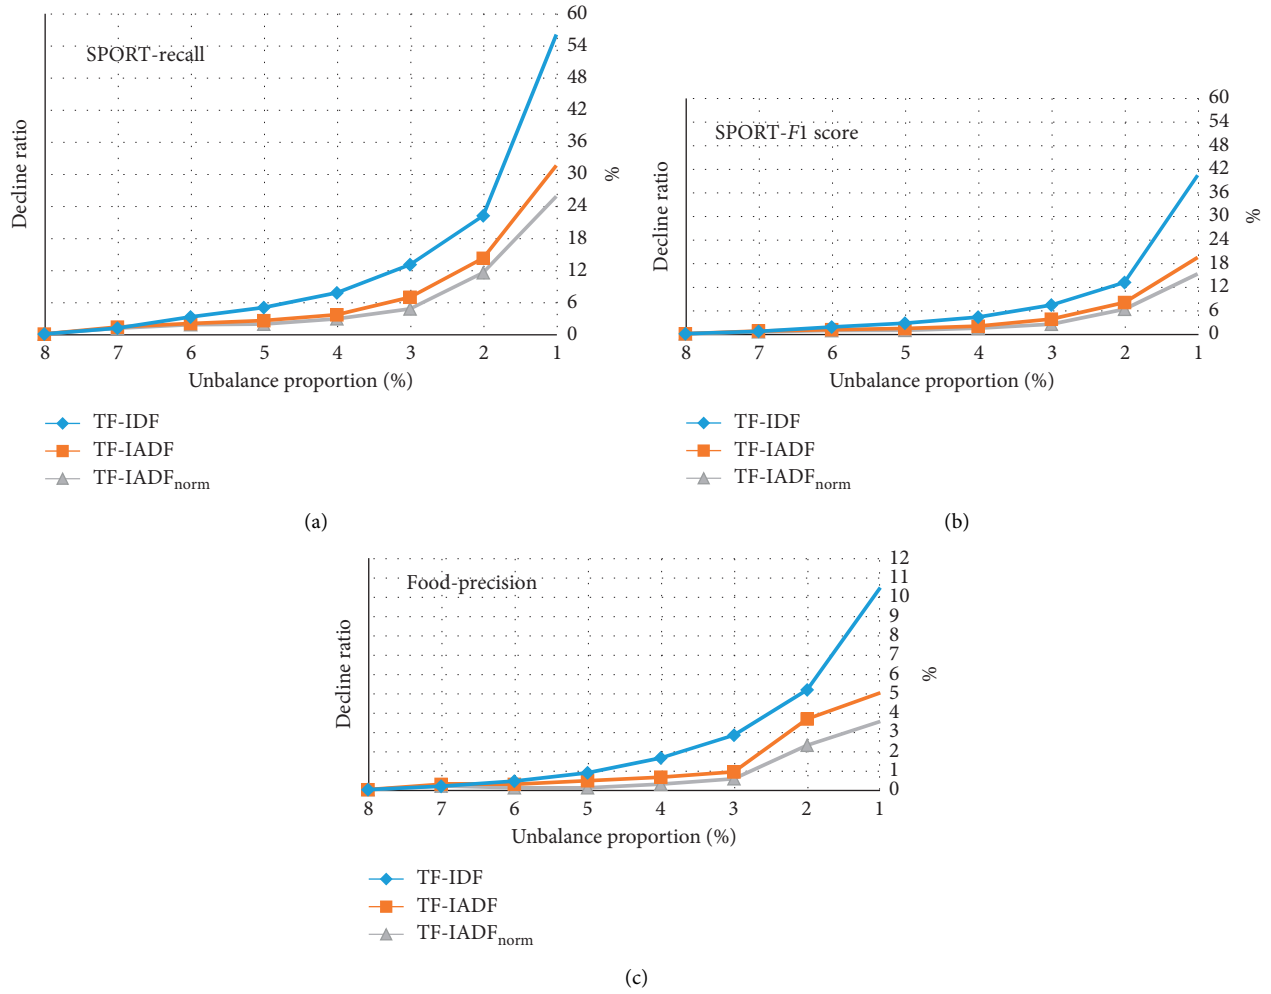 SPORT-recall
Decline ratio
60
54
48
42
36
30
24
18
12
6
0
%
8 7 6 5 4 3 2 1
Unbalance proportion (%)
TF-IDF
TF-IADF
TF-IADFnorm
(a)
SPORT-F1 score
Decline ratio
60
54
48
42
36
30
24
18
12
6
0
%
8 7 6 5 4 3 2 1
Unbalance proportion (%)
TF-IDF
TF-IADF
TF-IADFnorm
(b)
Food-precision
Decline ratio
12
11
10
9
8
7
6
5
4
3
2
1
0
%
8 7 6 5 4 3 2 1
Unbalance proportion (%)
TF-IDF
TF-IADF
TF-IADFnorm
(c)